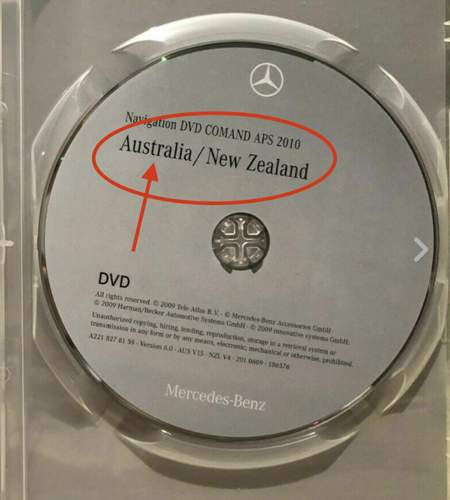 Navigation DVD COMAND APS 2010
Australia/New Zealand
DVD
All rights reserved. © 2009 Tele Atlas B.V. · © Mercedes-Benz Accessories GmbH
© 2009 Harman/Becker Automotive Systems GmbH · © 2009 innovative systems GmbH.
Unauthorized copying, hiring, lending, reproduction, storage in a retrieval system or
transmission in any form or by any means, electronic, mechanical or otherwise, prohibited.
A221 827 81 59 · Version 6.0 · AUS V15 · NZL V4 · 201 0609 · 186376
Mercedes-Benz